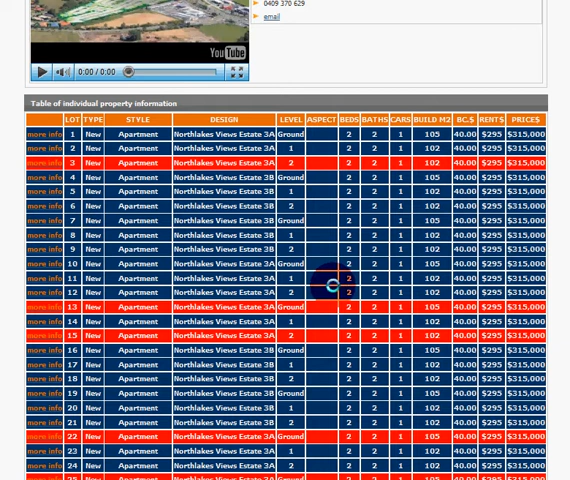 0409 370 629
email
You Tube
0:00 / 0:00
Table of individual property information
LOT TYPE STYLE DESIGN LEVEL ASPECT BEDS BATHS CARS BUILD M2 BC.$ RENT$ PRICE$
more info 1 New Apartment Northlakes Views Estate 3A Ground 2 2 1 105 40.00 $295 $315,000
more info 2 New Apartment Northlakes Views Estate 3A 1 2 2 1 102 40.00 $295 $315,000
more info 3 New Apartment Northlakes Views Estate 3A 2 2 2 1 102 40.00 $295 $315,000
more info 4 New Apartment Northlakes Views Estate 3B Ground 2 2 1 105 40.00 $295 $315,000
more info 5 New Apartment Northlakes Views Estate 3B 1 2 2 1 102 40.00 $295 $315,000
more info 6 New Apartment Northlakes Views Estate 3B 2 2 2 1 102 40.00 $295 $315,000
more info 7 New Apartment Northlakes Views Estate 3B Ground 2 2 1 105 40.00 $295 $315,000
more info 8 New Apartment Northlakes Views Estate 3B 1 2 2 1 102 40.00 $295 $315,000
more info 9 New Apartment Northlakes Views Estate 3B 2 2 2 1 102 40.00 $295 $315,000
more info 10 New Apartment Northlakes Views Estate 3A Ground 2 2 1 105 40.00 $295 $315,000
more info 11 New Apartment Northlakes Views Estate 3A 1 2 2 1 102 40.00 $295 $315,000
more info 12 New Apartment Northlakes Views Estate 3A 2 2 2 1 102 40.00 $295 $315,000
more info 13 New Apartment Northlakes Views Estate 3A Ground 2 2 1 105 40.00 $295 $315,000
more info 14 New Apartment Northlakes Views Estate 3A 1 2 2 1 102 40.00 $295 $315,000
more info 15 New Apartment Northlakes Views Estate 3A 2 2 2 1 102 40.00 $295 $315,000
more info 16 New Apartment Northlakes Views Estate 3B Ground 2 2 1 105 40.00 $295 $315,000
more info 17 New Apartment Northlakes Views Estate 3B 1 2 2 1 102 40.00 $295 $315,000
more info 18 New Apartment Northlakes Views Estate 3B 2 2 2 1 102 40.00 $295 $315,000
more info 19 New Apartment Northlakes Views Estate 3B Ground 2 2 1 105 40.00 $295 $315,000
more info 20 New Apartment Northlakes Views Estate 3B 1 2 2 1 102 40.00 $295 $315,000
more info 21 New Apartment Northlakes Views Estate 3B 2 2 2 1 102 40.00 $295 $315,000
more info 22 New Apartment Northlakes Views Estate 3A Ground 2 2 1 105 40.00 $295 $315,000
more info 23 New Apartment Northlakes Views Estate 3A 1 2 2 1 102 40.00 $295 $315,000
more info 24 New Apartment Northlakes Views Estate 3A 2 2 2 1 102 40.00 $295 $315,000